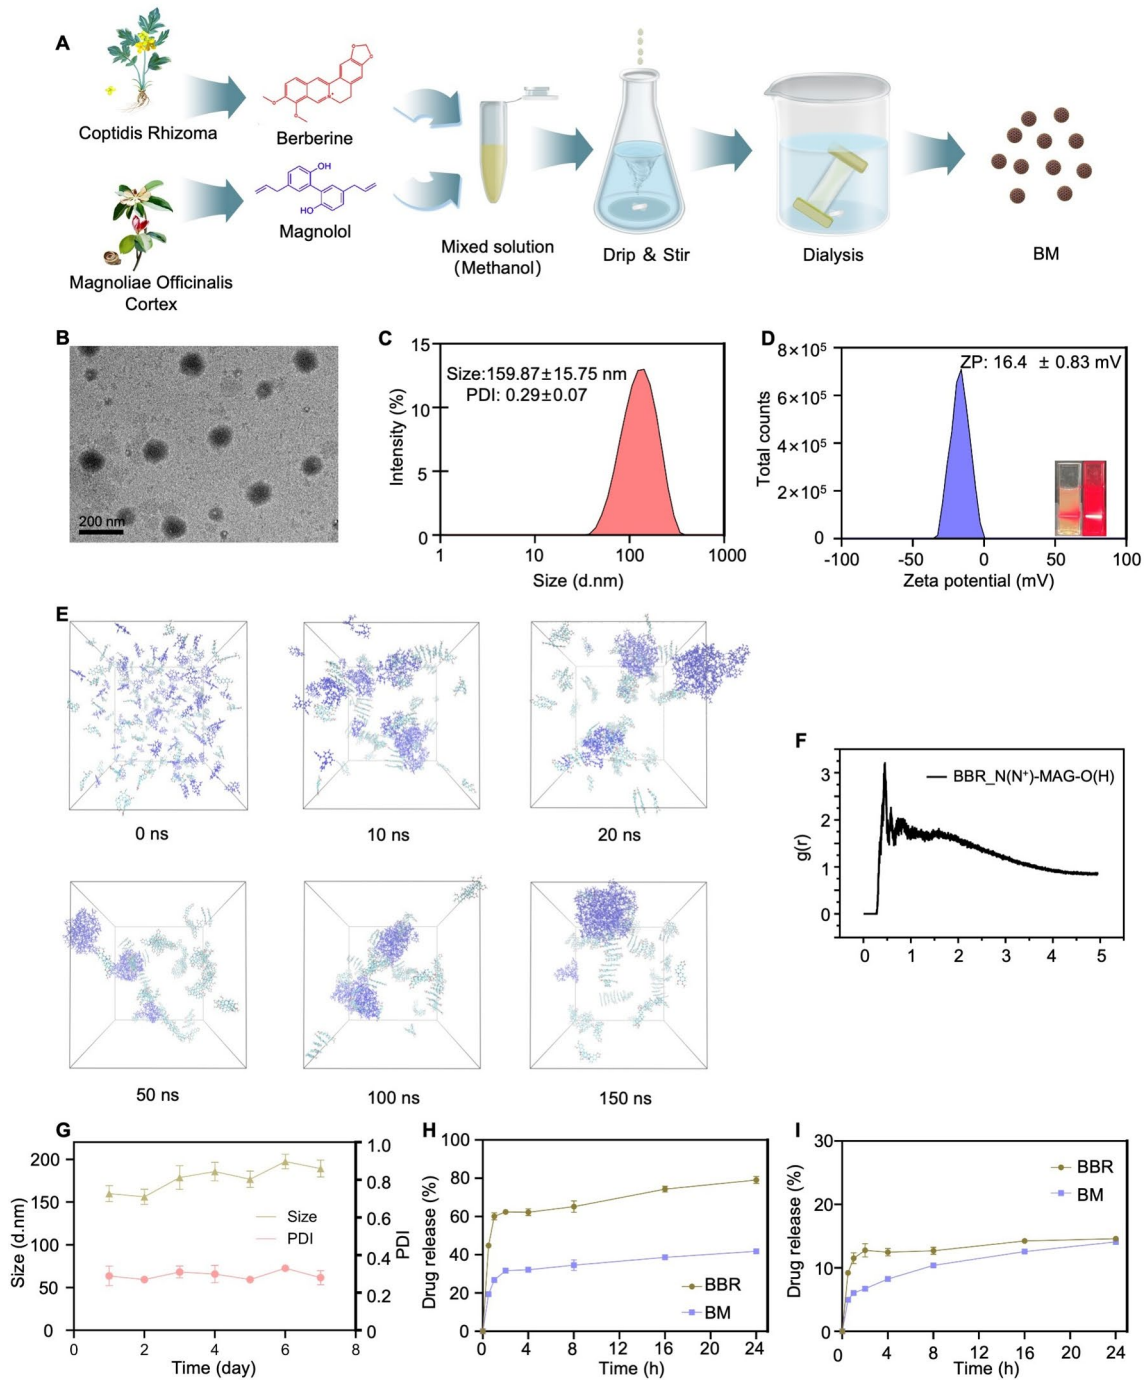 A
Coptidis Rhizoma
Berberine
Magnoliae Officinalis
Cortex
Magnolol
OH
HO
N+
O
O
O
O
Mixed solution
(Methanol)
Drip & Stir
Dialysis
BM
B
200 nm
C
15
10
5
0
Intensity (%)
Size:159.87±15.75 nm
PDI: 0.29±0.07
1
10
100
1000
Size (d.nm)
D
8×10⁵
6×10⁵
4×10⁵
2×10⁵
0
Total counts
ZP: 16.4 ± 0.83 mV
-100
-50
0
50
100
Zeta potential (mV)
E
0 ns
10 ns
20 ns
50 ns
100 ns
150 ns
F
3
2
1
0
g(r)
BBR_N(N⁺)-MAG-O(H)
0
1
2
3
4
5
G
200
150
100
50
0
Size (d.nm)
Size
PDI
1.0
0.8
0.6
0.4
0.2
0
PDI
0
2
4
6
8
Time (day)
H
100
80
60
40
20
0
Drug release (%)
BBR
BM
0
4
8
12
16
20
24
Time (h)
I
30
20
10
0
Drug release (%)
BBR
BM
0
4
8
12
16
20
24
Time (h)